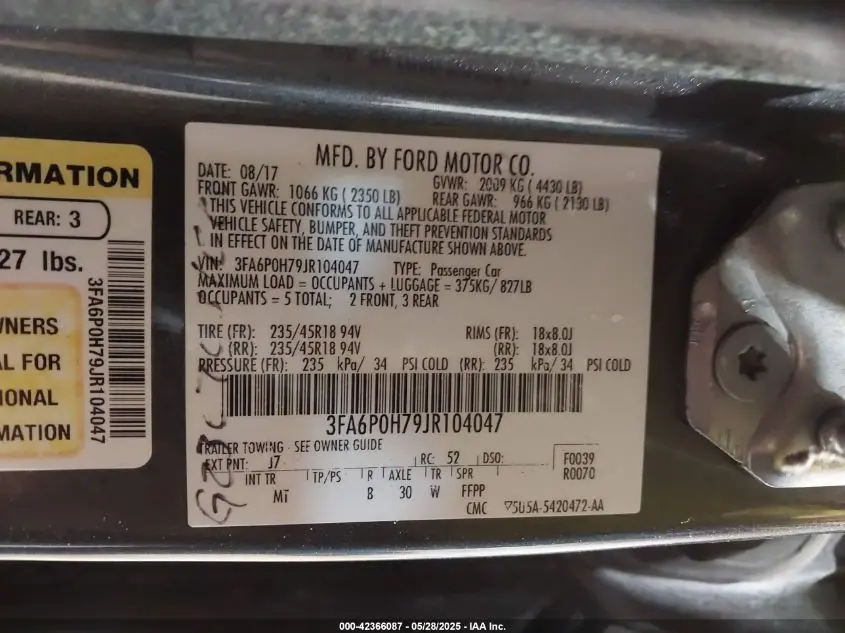 RMATION
REAR: 3
27 lbs.
WNERS
AL FOR
IONAL
MATION
3FA6P0H79JR104047
MFD. BY FORD MOTOR CO.
DATE: 08/17 GVWR: 2009 KG ( 4430 LB)
FRONT GAWR: 1066 KG ( 2350 LB) REAR GAWR: 966 KG ( 2130 LB)
THIS VEHICLE CONFORMS TO ALL APPLICABLE FEDERAL MOTOR
VEHICLE SAFETY, BUMPER, AND THEFT PREVENTION STANDARDS
IN EFFECT ON THE DATE OF MANUFACTURE SHOWN ABOVE.
VIN: 3FA6P0H79JR104047 TYPE: Passenger Car
MAXIMUM LOAD = OCCUPANTS + LUGGAGE = 375KG/ 827LB
OCCUPANTS = 5 TOTAL; 2 FRONT, 3 REAR
TIRE (FR): 235/45R18 94V RIMS (FR): 18x8.0J
(RR): 235/45R18 94V (RR): 18x8.0J
PRESSURE (FR): 235 kPa/ 34 PSI COLD (RR): 235 kPa/ 34 PSI COLD
3FA6P0H79JR104047
TRAILER TOWING - SEE OWNER GUIDE
EXT PNT: J7 RC: 52 DSO: F0039
INT TR TP/PS R AXLE TR SPR R0070
MT B 30 W FFPP
CMC 5U5A-5420472-AA
000-42366087 - 05/28/2025 - IAA Inc.